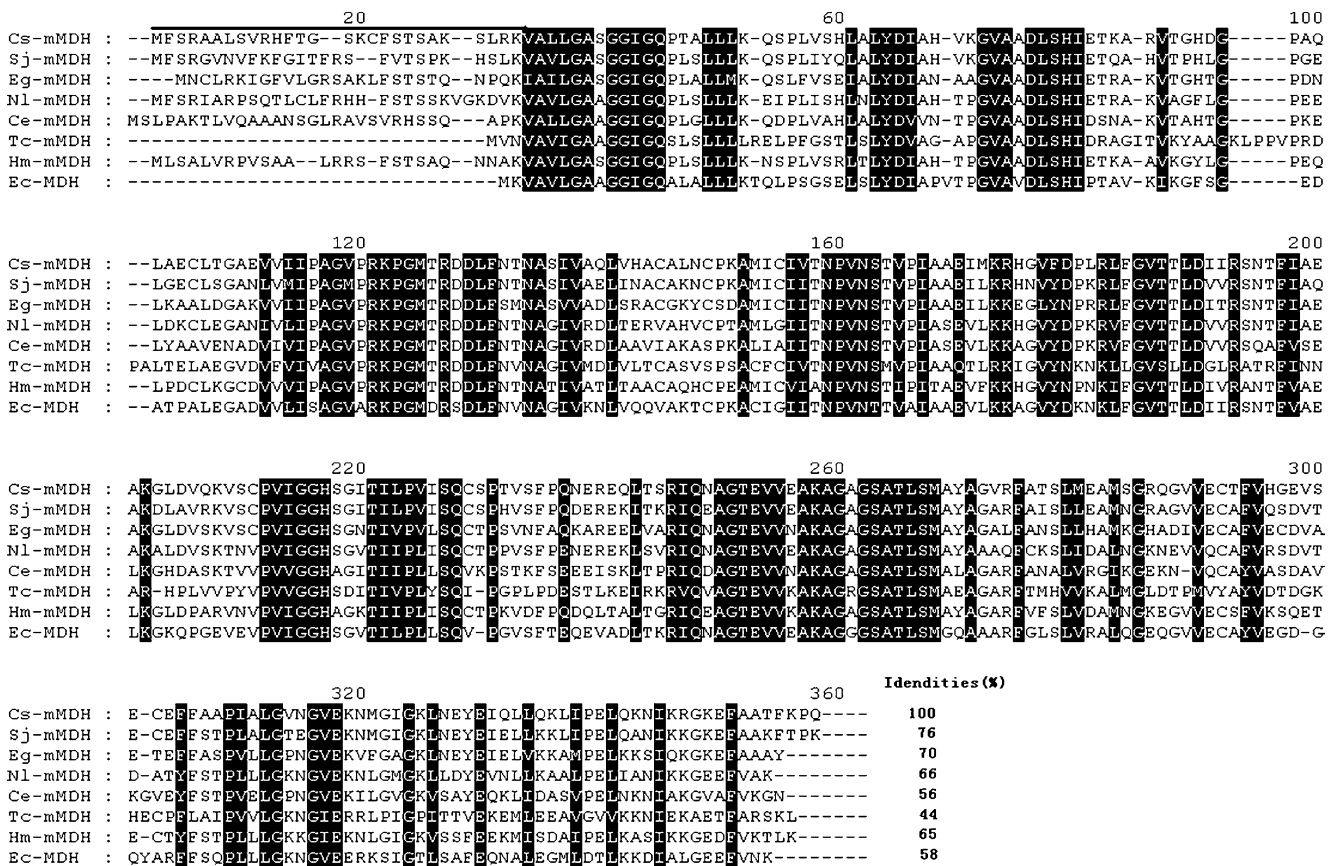 20 60 100
Cs-mMDH : --MFSRAALSVRHFTG--SKCFSTSAK--SLRKVALLGASGGIGQPTALLLK-QSPLVSHLALYDIAH-VKGVAADLSHIETKA-RVTGHDG-----PAQ
Sj-mMDH : --MFSRGVNVFKFGITFRS--FVTSPK--HSLKVAVLGASGGIGQPLSLLLK-QSPLIYQLALYDIAH-VKGVAADLSHIETQA-HVTPHLG-----PGE
Eg-mMDH : ----MNCLRKIGFVLGRSAKLFSTSTQ--NPQKIAILGASGGIGQPLALLMK-QSLFVSEIALYDIAN-AAGVAADLSHIETRA-KVTGHTG-----PDN
Nl-mMDH : --MFSRIARPSQTLCLFRHH-FSTSSKVGKDVKVAVLGAAGGIGQPLSLLLK-EIPLISHLNLYDIAH-TPGVAADLSHIETRA-KVAGFLG-----PEE
Ce-mMDH : MSLPAKTLVQAAANSGLRAVSVRHSSQ---APKVALLGAAGGIGQPLGLLLK-QDPLVAHLALYDVVN-TPGVAADLSHIDSNA-KVTAHTG-----PKE
Tc-mMDH : ------------------------------MVNVAVIGAAGGIGQSLSLLLLRELPFGSTLSLYDVAG-APGVAADLSHIDRAGITVKYAAGKLPPVPRD
Hm-mMDH : --MLSALVRPVSAA--LRRS-FSTSAQ--NNAKVAVLGASGGIGQPLSLLLK-NSPLVSRLTLYDIAH-TPGVAADLSHIETKA-AVKGYLG-----PEQ
Ec-MDH : -------------------------------MKVAVLGAAGGIGQALALLLKTQLPSGSELSLYDIAPVTPGVAVDLSHIPTAV-KIKGFSG-----ED
120 160 200
Cs-mMDH : --LAECLTGAEVVIIPAGVPRKPGMTRDDLFNTNASIVAQLVHACALNCPKAMICIVTNPVNSTVPIAAEIMKRHGVFDPLRLFGVTTLDIIRSNTFIAE
Sj-mMDH : --LGECLSGANLVMIPAGMPRKPGMTRDDLFNTNASIVAELINACAKNCPKAMICIITNPVNSTVPIAAEILKRHNVYDPKRLFGVTTLDVVRSNTFIAQ
Eg-mMDH : --LKAALDGAKVVIIPAGVPRKPGMTRDDLFSMNASVVADLSRACGKYCSDAMICIITNPVNSTVPIAAEILKKEGLYNPRRLFGVTTLDITRSNTFIAE
Nl-mMDH : --LDKCLEGANIVLIPAGVPRKPGMTRDDLFNTNAGIVRDLTERVAHVCPTAMLGIITNPVNSTVPIASEVLKKHGVYDPKRVFGVTTLDVVRSNTFIAE
Ce-mMDH : --LYAAVENADVIVIPAGVPRKPGMTRDDLFNTNAGIVRDLAAVIAKASPKALIAIITNPVNSTVPIASEVLKKAGVYDPKRVFGVTTLDVVRSQAFVSE
Tc-mMDH : PALTELAEGVDVFVIVAGVPRKPGMTRDDLFNTNAGIVMDLVLTCASVSPSACFCIVTNPVNSTVPIAAQTLRKIGVYNKNKLLGVSLLDGLRATRFINN
Hm-mMDH : --LPDCLKGCDVVVIPAGVPRKPGMTRDDLFNTNATIVATLTAACAQHCPEAMICVIANPVNSTIPITAEVFKKHGVYNPNKIFGVTTLDIVRANTFVAE
Ec-MDH : --ATPALEGADVVLISAGVARKPGMDRSDLFNVNAGIVKNLVQQVAKTCPKACIGIITNPVNTTVAIAAEVLKKAGVYDKNKLFGVTTLDIIRSNTFVAE
220 260 300
Cs-mMDH : AKGLDVQKVSCPVIGGHSGITILPVISQCSPTVSFPQNEREQLTSRIQNAGTEVVEAKAGAGSATLSMAYAGVRFATSLMEAMSGRQGVVECTFVHGEVS
Sj-mMDH : AKDLAVRKVSCPVIGGHSGITILPVISQCSPHVSFPQDEREKITKRIQEAGTEVVEAKAGAGSATLSMAYAGARFAISLLEAMNGRAGVVECAFVQSDVT
Eg-mMDH : AKGLDVSKVSCPVIGGHSGNTIVPVLSQCTPSVNFAQKAREELVARIQNAGTEVVNAKAGAGSATLSMAYAGALFANSLLHAMKGHADIVECAFVECDVA
Nl-mMDH : AKALDVSKTNVPVIGGHSGVTIIPLISQCTPPVSFPENEREKLSVRIQNAGTEVVEAKAGAGSATLSMAYAAAQFCKSLIDALNGKNEVVQCAFVRSDVT
Ce-mMDH : LKGHDASKTVVPVVGGHAGITIIPLLSQVKPSTKFSEEEISKLTPRIQDAGTEVVNAKAGAGSATLSMALAGARFANALVRGIKGEKN-VQCAYVASDAV
Tc-mMDH : AR-HPLVVPYVPVVGGHSDITIVPLYSQI-PGPLPDESTLKEIRKRVQVAGTEVVKAKAGRGSATLSMAEAGARFTMHVVKALMGLDTPMVYAYVDTDGK
Hm-mMDH : LKGLDPARVNVPVIGGHAGKTIIPLISQCTPKVDFPQDQLTALTGRIQEAGTEVVKAKAGAGSATLSMAYAGARFVFSLVDAMNGKEGVVECSFVKSQET
Ec-MDH : LKGKQPGEVEVPVIGGHSGVTILPLLSQV-PGVSFTEQEVADLTKRIQNAGTEVVEAKAGGGSATLSMGQAAARFGLSLVRALQGEQGVVECAYVEGD-G
320 360 Idendities(%)
Cs-mMDH : E-CEFFAAPIALGVNGVEKNMGIGKLNEYEIQLLQKLIPELQKNIKRGKEFAATFKPQ---- 100
Sj-mMDH : E-CEFFSTPLALGTEGVEKNMGIGKLNEYEIELLKKLIPELQANIKKGKEFAAKFTPK---- 76
Eg-mMDH : E-TEFFASPVLLGPNGVEKVFGAGKLNEYEIELVKKAMPELKKSIQKGKEFAAAY------- 70
Nl-mMDH : D-ATYFSTPLLLGKNGVEKNLGMGKLLDYEVNLLKAALPELIANIKKGEEFVAK-------- 66
Ce-mMDH : KGVEYFSTPVELGPNGVEKILGVGKVSAYEQKLIDASVPELNKNIAKGVAFVKGN------- 56
Tc-mMDH : HECPFLAIPVVLGKNGIERRLPIGPITTVEKEMLEEAVGVVKKNIEKAETFARSKL------ 44
Hm-mMDH : E-CTYFSTPLLLGKKGIEKNLGIGKVSSFEEKMISDAIPELKASIKKGEDFVKTLK------ 65
Ec-MDH : QYARFFSQPLLLGKNGVEERKSIGTLSAFEQNALEGMLDTLKKDIALGEEFVNK-------- 58